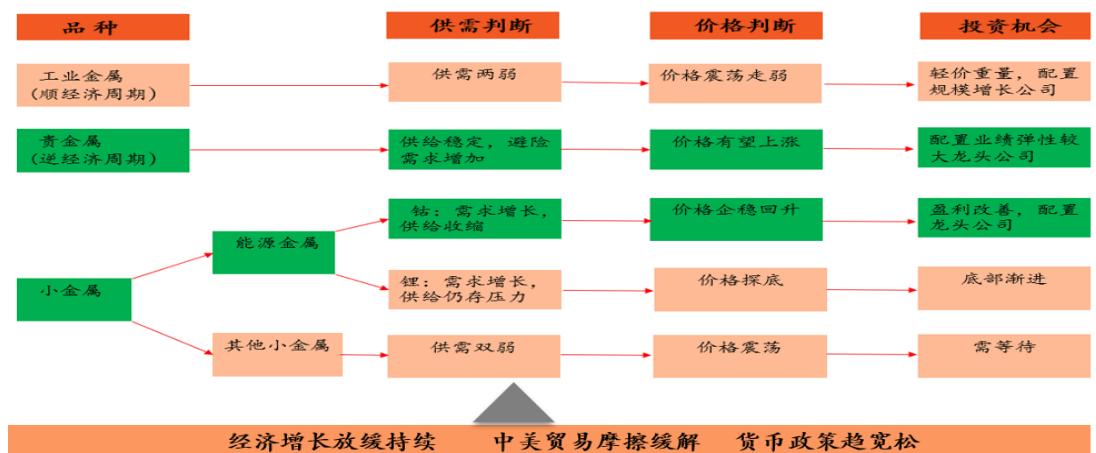 品 种
供需判断
价格判断
投资机会
工业金属
(顺经济周期)
供需两弱
价格震荡走弱
轻价重量，配置
规模增长公司
贵金属
(逆经济周期)
供给稳定，避险
需求增加
价格有望上涨
配置业绩弹性较
大龙头公司
小金属
能源金属
钴：需求增长，
供给收缩
价格企稳回升
盈利改善，配置
龙头公司
锂：需求增长，
供给仍存压力
价格探底
底部渐进
其他小金属
供需双弱
价格震荡
需等待
经济增长放缓持续 中美贸易摩擦缓解 货币政策趋宽松